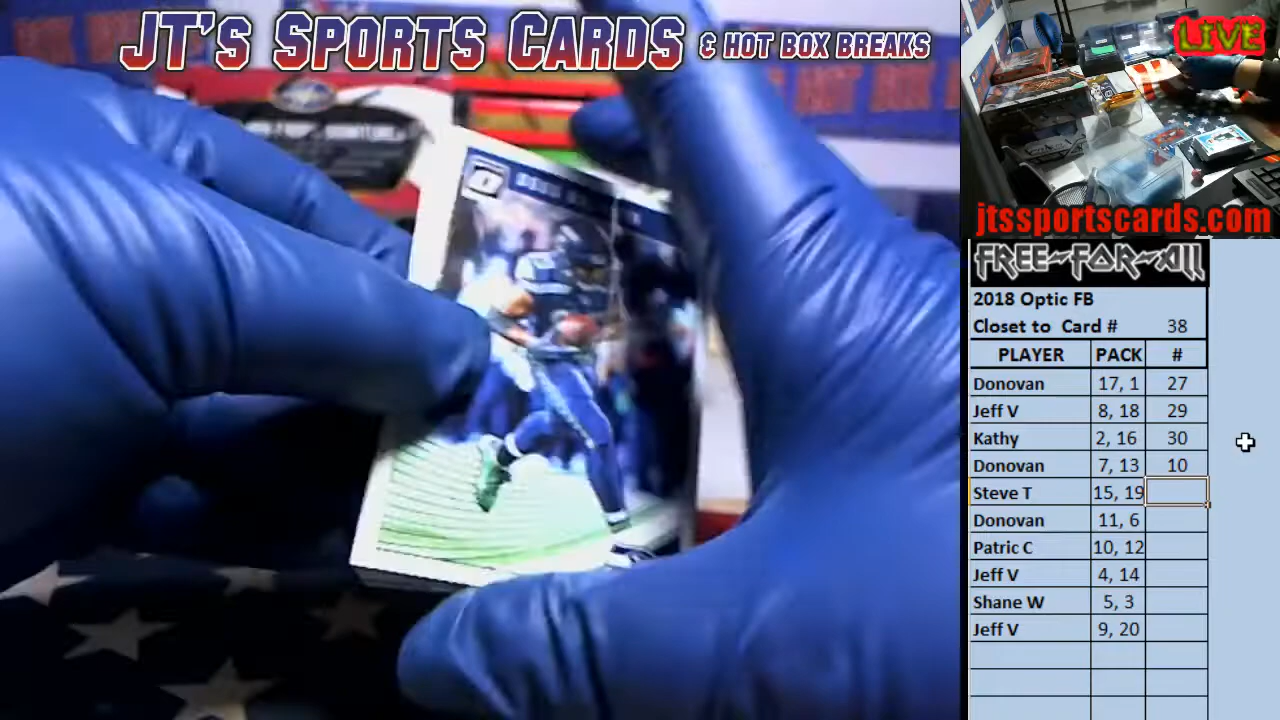 JT's Sports Cards & Hot Box Breaks
LIVE
jtssportscards.com
FREE-FOR-ALL
2018 Optic FB
Closet to Card # 38
PLAYER PACK #
Donovan 17, 1 27
Jeff V 8, 18 29
Kathy 2, 16 30
Donovan 7, 13 10
Steve T 15, 19
Donovan 11, 6
Patric C 10, 12
Jeff V 4, 14
Shane W 5, 3
Jeff V 9, 20